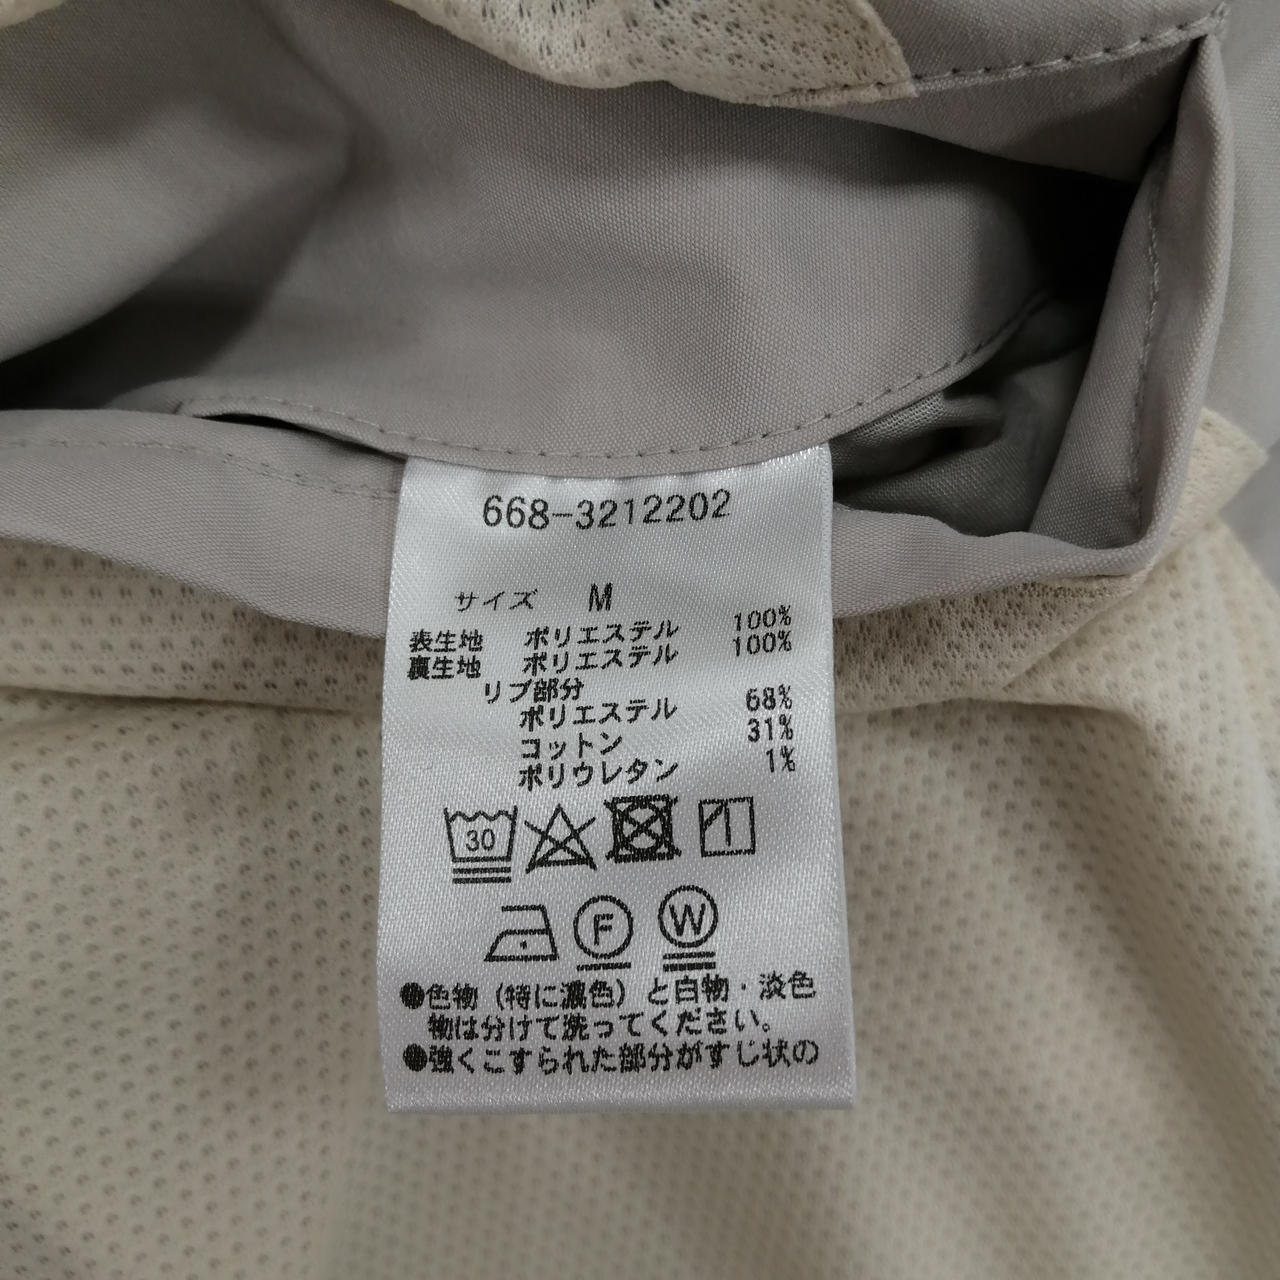 668-3212202
サイズ M
表生地 ポリエステル 100%
裏生地 ポリエステル 100%
リブ部分
ポリエステル 68%
コットン 31%
ポリウレタン 1%
30
F W
●色物（特に濃色）と白物・淡色
物は分けて洗ってください。
●強くこすられた部分がすじ状の